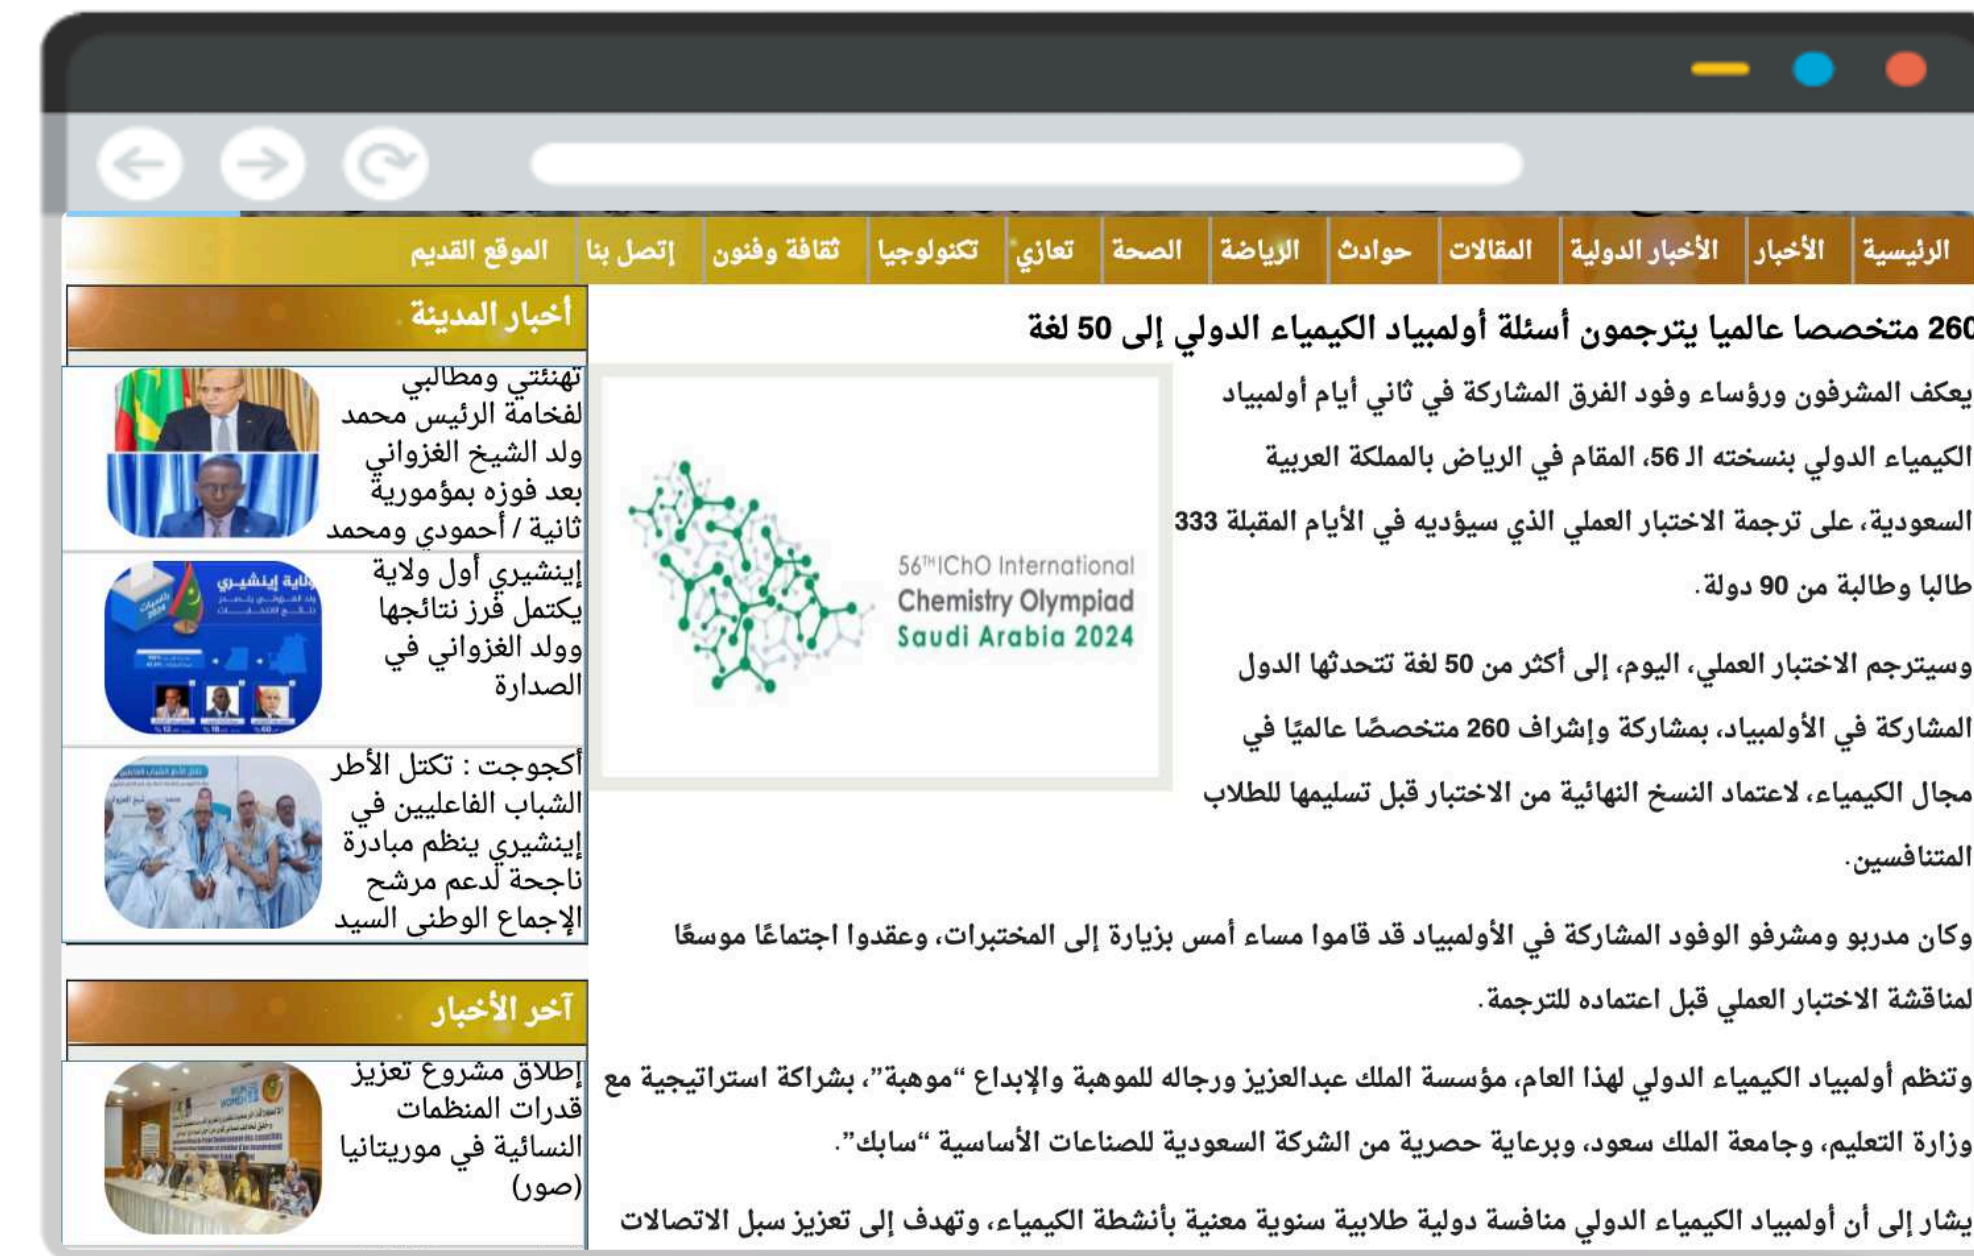 الرئيسية
الأخبار
الأخبار الدولية
المقالات
حوادث
الرياضة
الصحة
تعازي
تكنولوجيا
ثقافة وفنون
إتصل بنا
الموقع القديم
260 متخصصا عالميا يترجمون أسئلة أولمبياد الكيمياء الدولي إلى 50 لغة
يعكف المشرفون ورؤساء وفود الفرق المشاركة في ثاني أيام أولمبياد
الكيمياء الدولي بنسخته الـ 56، المقام في الرياض بالمملكة العربية
السعودية، على ترجمة الاختبار العملي الذي سيؤديه في الأيام المقبلة 333
طالبا وطالبة من 90 دولة.
وسيترجم الاختبار العملي، اليوم، إلى أكثر من 50 لغة تتحدثها الدول
المشاركة في الأولمبياد، بمشاركة وإشراف 260 متخصصًا عالميًا في
مجال الكيمياء، لاعتماد النسخ النهائية من الاختبار قبل تسليمها للطلاب
المتنافسين.
وكان مدربو ومشرفو الوفود المشاركة في الأولمبياد قد قاموا مساء أمس بزيارة إلى المختبرات، وعقدوا اجتماعًا موسعًا
لمناقشة الاختبار العملي قبل اعتماده للترجمة.
وتنظم أولمبياد الكيمياء الدولي لهذا العام، مؤسسة الملك عبدالعزيز ورجاله للموهبة والإبداع “موهبة”، بشراكة استراتيجية مع
وزارة التعليم، وجامعة الملك سعود، وبرعاية حصرية من الشركة السعودية للصناعات الأساسية “سابك”.
يشار إلى أن أولمبياد الكيمياء الدولي منافسة دولية طلابية سنوية معنية بأنشطة الكيمياء، وتهدف إلى تعزيز سبل الاتصالات
56TH IChO International
Chemistry Olympiad
Saudi Arabia 2024
أخبار المدينة
تهنئتي ومطالبي
لفخامة الرئيس محمد
ولد الشيخ الغزواني
بعد فوزه بمؤمورية
ثانية / أحمودي ومحمد
إينشيري أول ولاية
يكتمل فرز نتائجها
وولد الغزواني في
الصدارة
ولاية إينشيري
أكجوجت : تكتل الأطر
الشباب الفاعليين في
إينشيري ينظم مبادرة
ناجحة لدعم مرشح
الإجماع الوطني السيد
آخر الأخبار
إطلاق مشروع تعزيز
قدرات المنظمات
النسائية في موريتانيا
(صور)